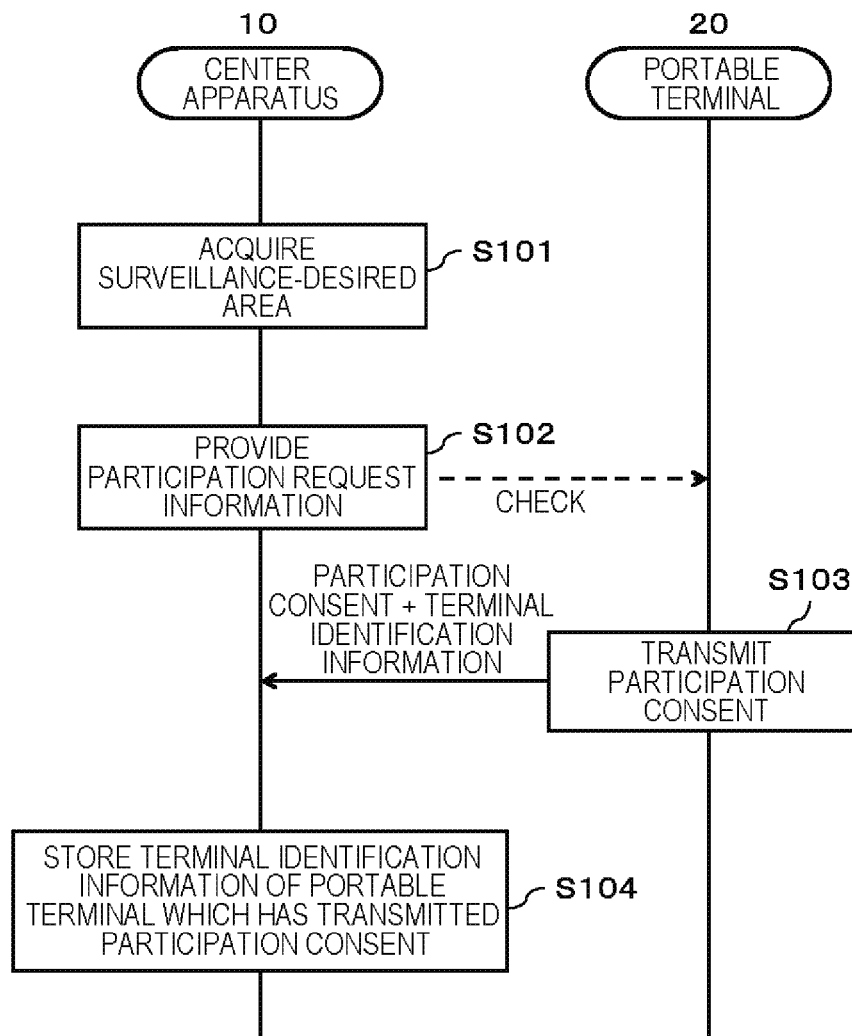 10
CENTER
APPARATUS
20
PORTABLE
TERMINAL
ACQUIRE
SURVEILLANCE-DESIRED
AREA
S101
PROVIDE
PARTICIPATION REQUEST
INFORMATION
S102
CHECK
PARTICIPATION
CONSENT + TERMINAL
IDENTIFICATION
INFORMATION
S103
TRANSMIT
PARTICIPATION
CONSENT
STORE TERMINAL IDENTIFICATION
INFORMATION OF PORTABLE
TERMINAL WHICH HAS TRANSMITTED
PARTICIPATION CONSENT
S104